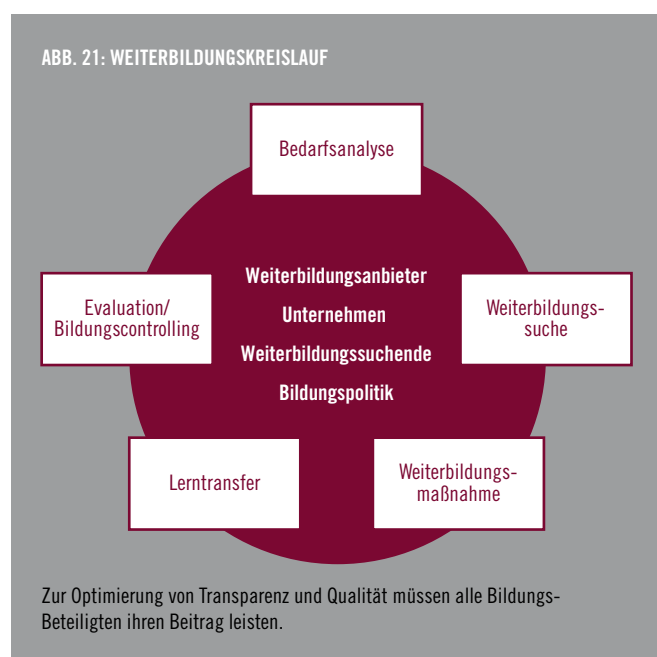 ABB. 21: WEITERBILDUNGSKREISLAUF
Bedarfsanalyse
Weiterbildungsanbieter
Unternehmen
Weiterbildungssuchende
Bildungspolitik
Weiterbildungs-
suche
Weiterbildungs-
maßnahme
Lerntransfer
Evaluation/
Bildungscontrolling
Zur Optimierung von Transparenz und Qualität müssen alle Bildungs-
Beteiligten ihren Beitrag leisten.